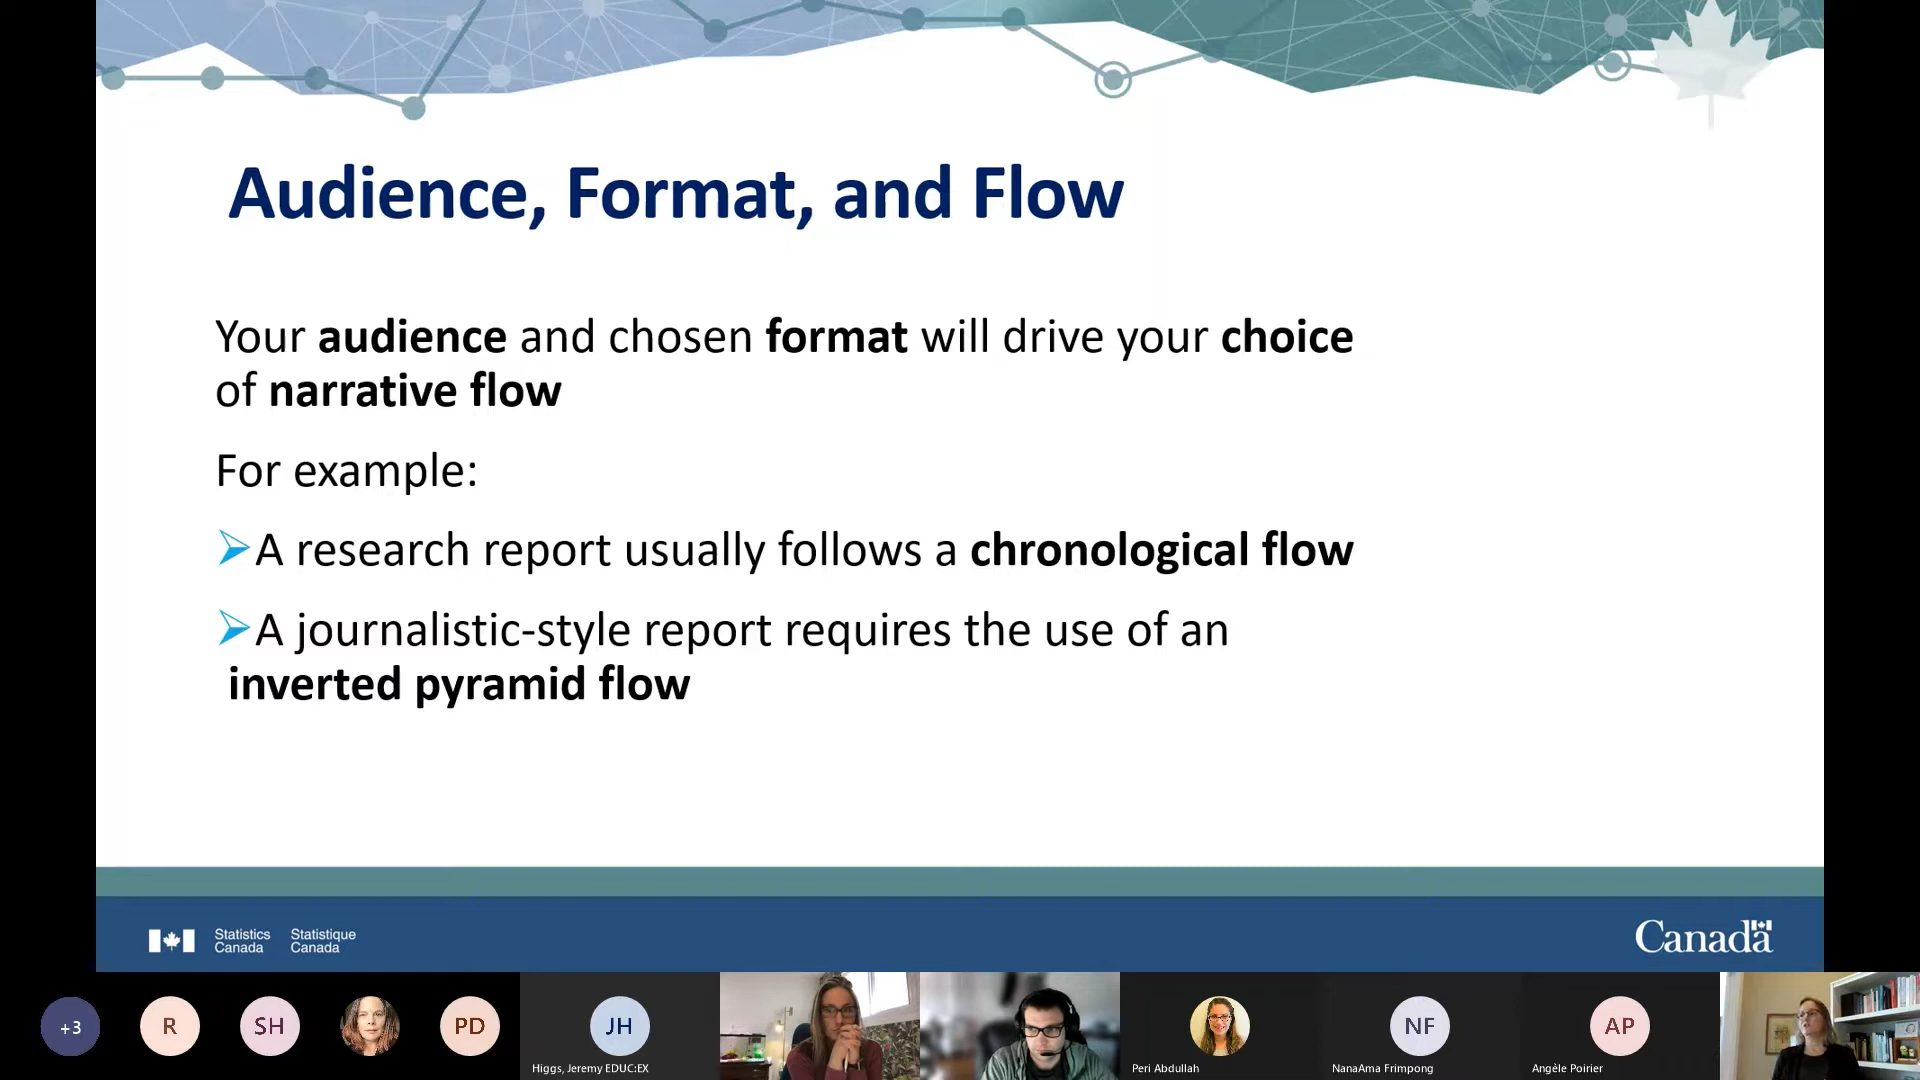 Audience, Format, and Flow
Your audience and chosen format will drive your choice
of narrative flow
For example:
A research report usually follows a chronological flow
A journalistic-style report requires the use of an
inverted pyramid flow
Statistics Canada
Statistique Canada
Canada
+3
R
SH
PD
JH
Higgs, Jeremy EDUC:EX
Peri Abdullah
NF
NanaAma Frimpong
AP
Angèle Poirier